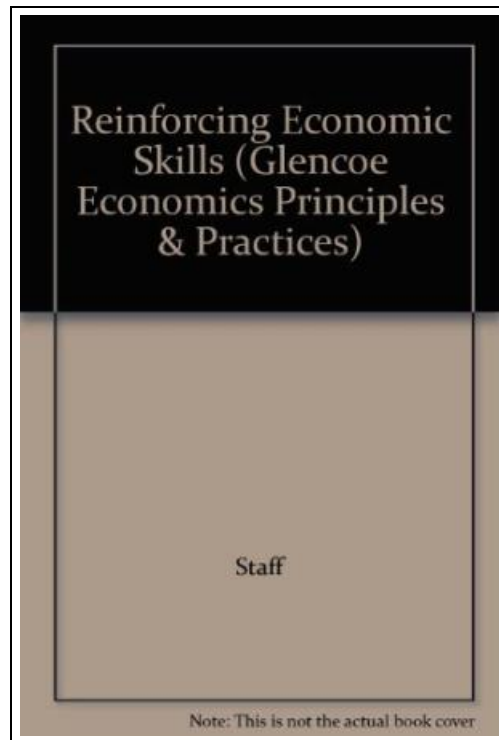 Reinforcing Economic
Skills (Glencoe
Economics Principles
& Practices)
Staff
Note: This is not the actual book cover